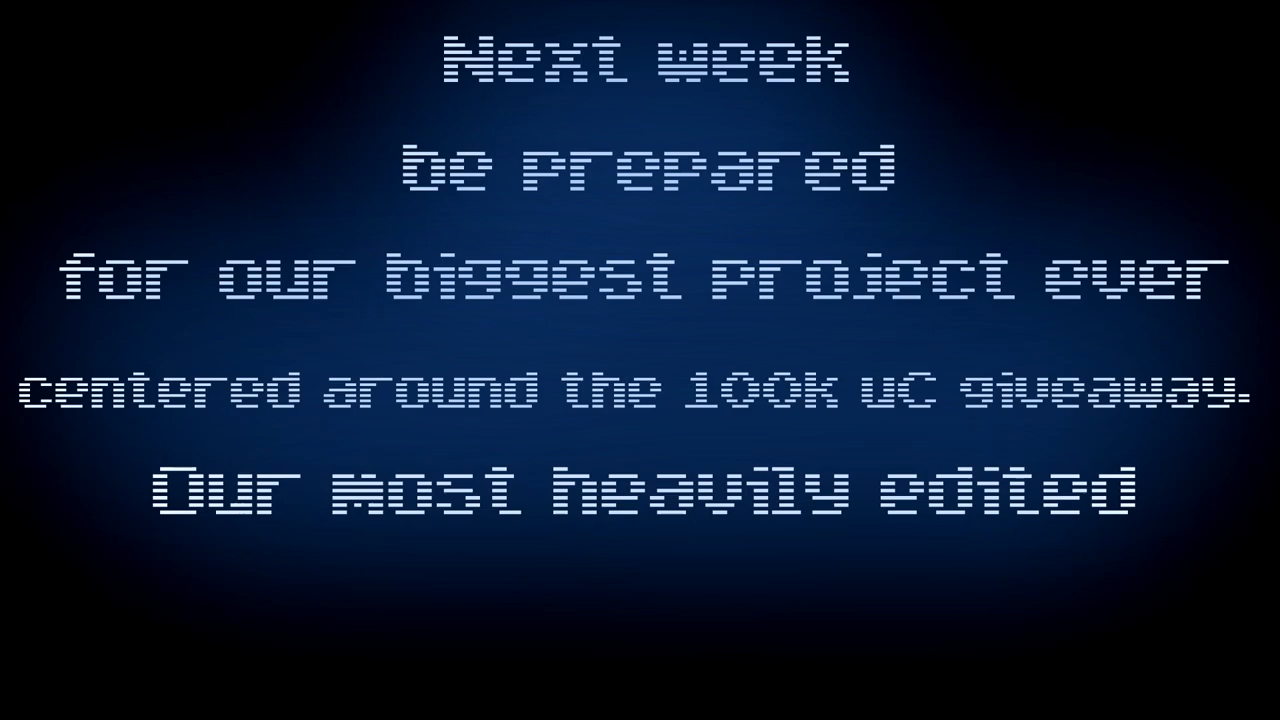 Next week
be prepared
for our biggest project ever
centered around the 100k uC giveaway.
Our most heavily edited